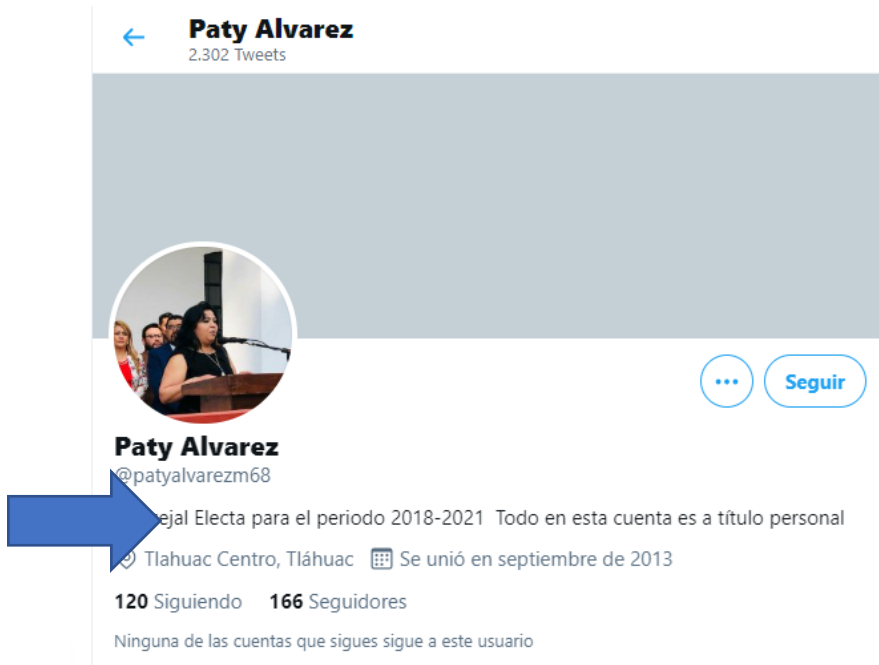 Paty Alvarez
2.302 Tweets
Seguir
Paty Alvarez
@patyalvarezm68
Electa para el periodo 2018-2021 Todo en esta cuenta es a título personal
Tlahuac Centro, Tláhuac Se unió en septiembre de 2013
120 Siguiendo 166 Seguidores
Ninguna de las cuentas que sigues sigue a este usuario